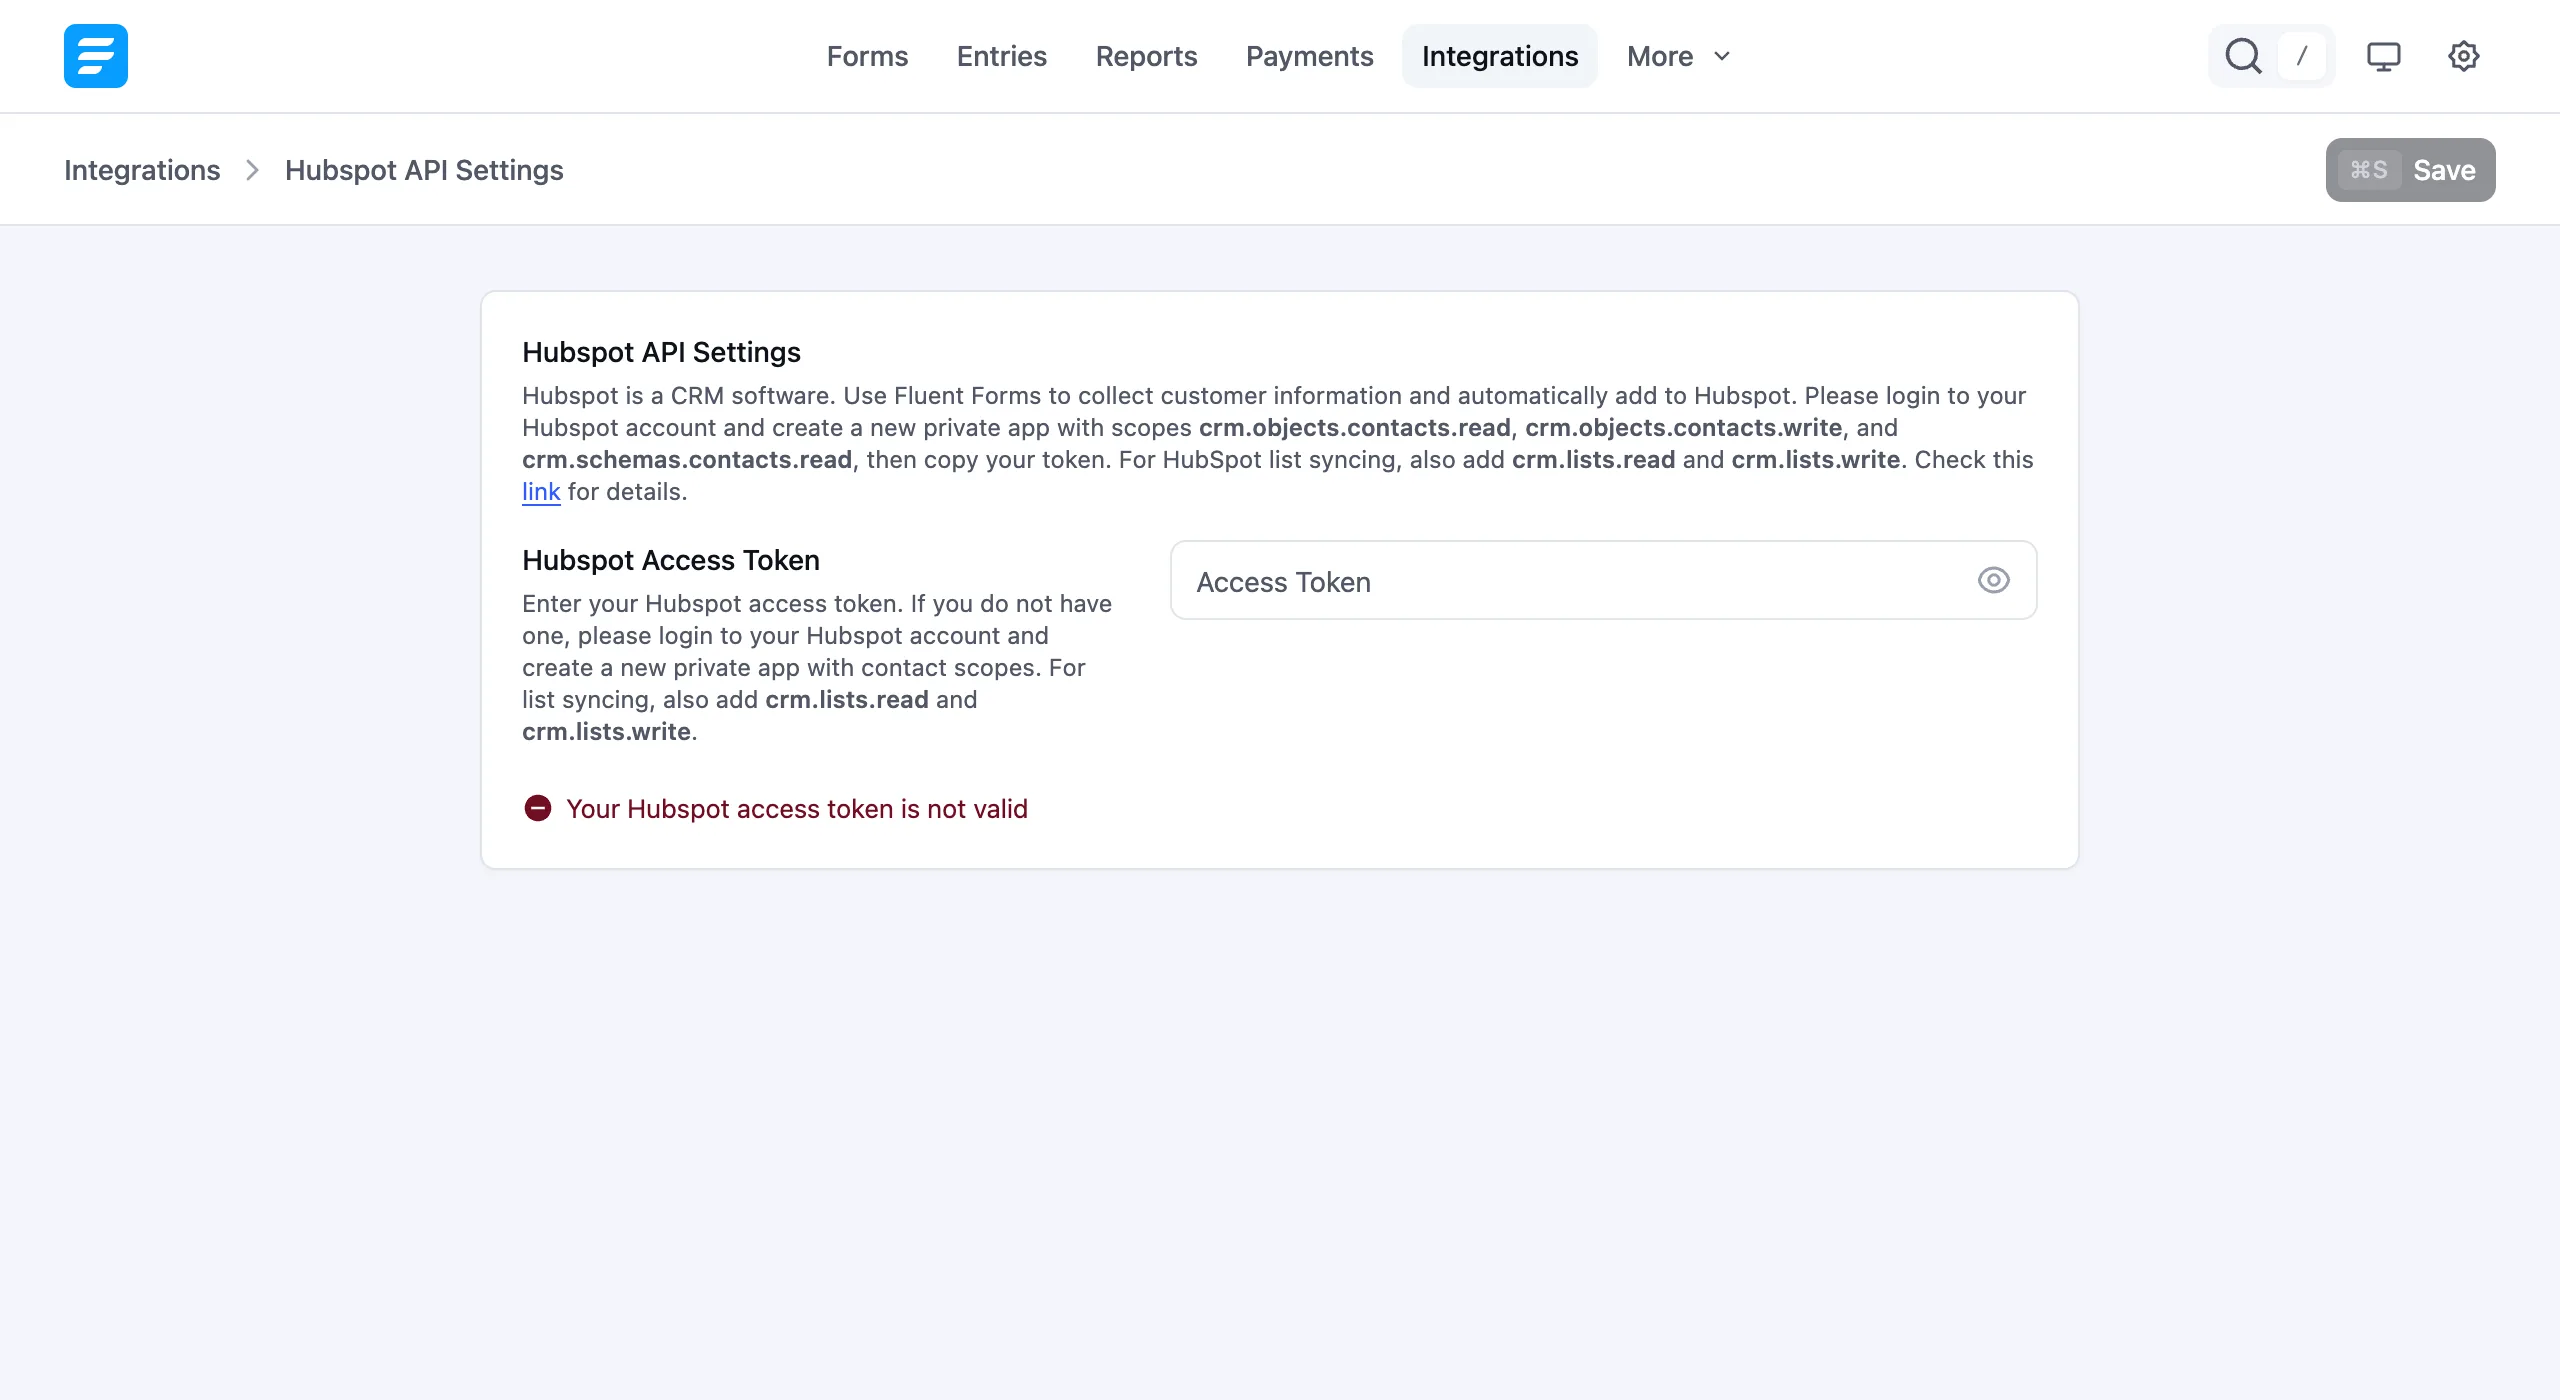 Forms Entries Reports Payments Integrations More /
Integrations > Hubspot API Settings ⌘S Save
Hubspot API Settings
Hubspot is a CRM software. Use Fluent Forms to collect customer information and automatically add to Hubspot. Please login to your
Hubspot account and create a new private app with scopes crm.objects.contacts.read, crm.objects.contacts.write, and
crm.schemas.contacts.read, then copy your token. For HubSpot list syncing, also add crm.lists.read and crm.lists.write. Check this
link for details.
Hubspot Access Token
Access Token
Enter your Hubspot access token. If you do not have
one, please login to your Hubspot account and
create a new private app with contact scopes. For
list syncing, also add crm.lists.read and
crm.lists.write.
Your Hubspot access token is not valid